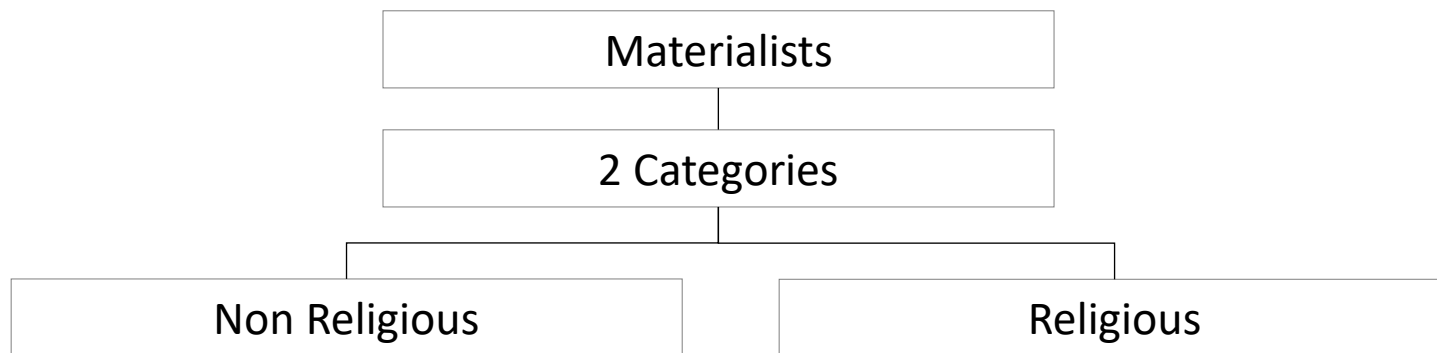 Materialists
2 Categories
Non Religious
Religious